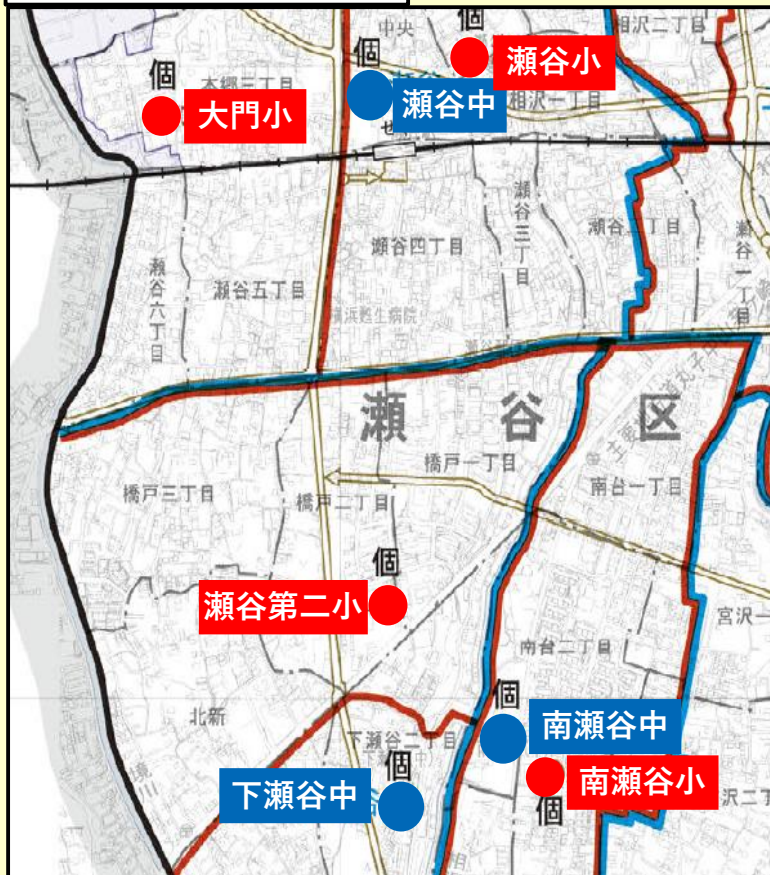 個
中央
相沢二丁目
個
瀬谷小
個
本郷三丁目
瀬谷中
相沢一丁目
大門小
せ
瀬谷三丁目
瀬谷二丁目
瀬谷一丁目
瀬谷四丁目
瀬谷六丁目
瀬谷五丁目
横浜甦生病院
瀬谷区
橋戸一丁目
橋戸三丁目
橋戸二丁目
南台一丁目
個
瀬谷第二小
宮沢一
南台二丁目
個
北新
南瀬谷中
下瀬谷二丁目
個
下瀬谷中
南瀬谷小
個
沢二丁
境川
相